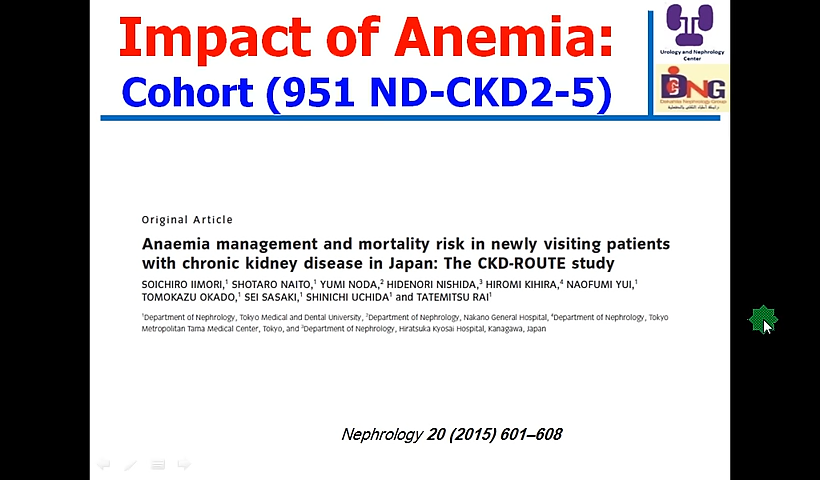 Impact of Anemia:
Cohort (951 ND-CKD2-5)
Urology and Nephrology
Center
DNG
Dakahlia Nephrology Group
Original Article
Anaemia management and mortality risk in newly visiting patients
with chronic kidney disease in Japan: The CKD-ROUTE study
SOICHIRO IIMORI,¹ SHOTARO NAITO,¹ YUMI NODA,² HIDENORI NISHIDA,³ HIROMI KIHIRA,⁴ NAOFUMI YUI,¹
TOMOKAZU OKADO,¹ SEI SASAKI,¹ SHINICHI UCHIDA¹ and TATEMITSU RAI¹
¹Department of Nephrology, Tokyo Medical and Dental University, ²Department of Nephrology, Nakano General Hospital, ⁴Department of Nephrology, Tokyo
Metropolitan Tama Medical Center, Tokyo, and ³Department of Nephrology, Hiratsuka Kyosai Hospital, Kanagawa, Japan
Nephrology 20 (2015) 601–608